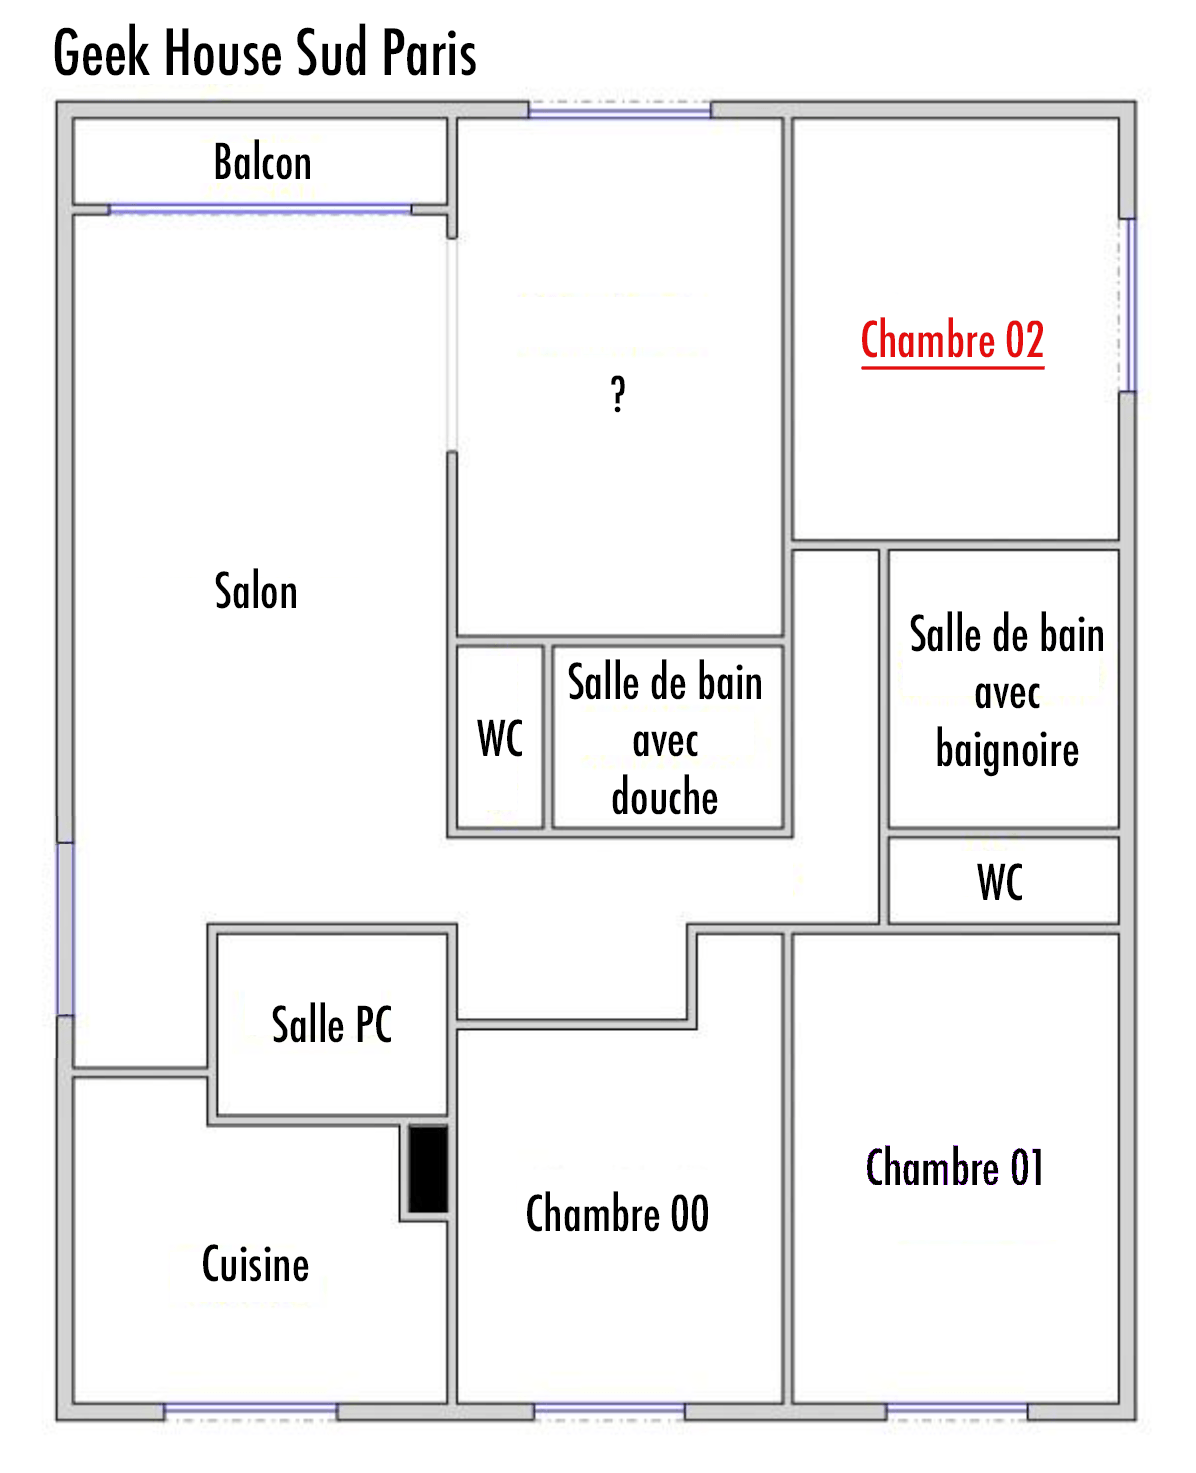 Geek House Sud Paris
Balcon
Chambre 02
?
Salon
Salle de bain
avec
baignoire
Salle de bain
avec
douche
WC
WC
Salle PC
Chambre 01
Chambre 00
Cuisine